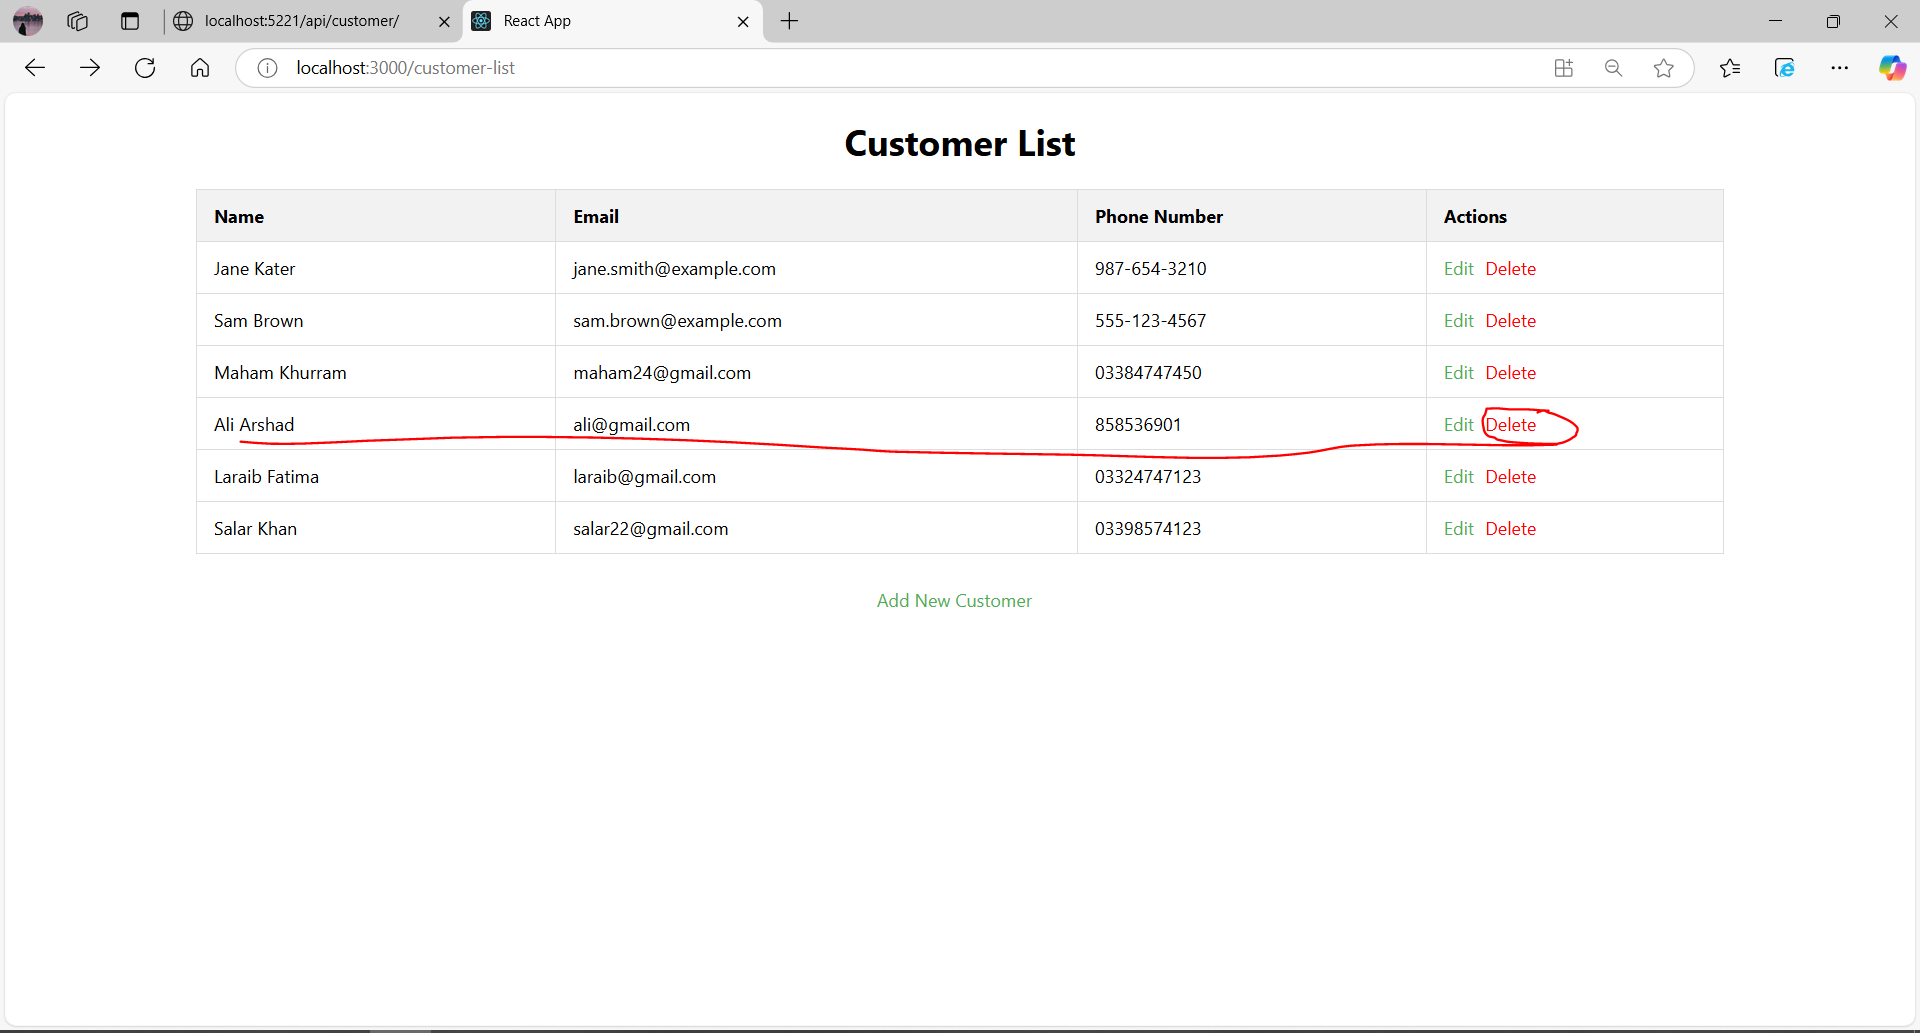 localhost:5221/api/customer/ React App
localhost:3000/customer-list
Customer List
Name Email Phone Number Actions
Jane Kater jane.smith@example.com 987-654-3210 Edit Delete
Sam Brown sam.brown@example.com 555-123-4567 Edit Delete
Maham Khurram maham24@gmail.com 03384747450 Edit Delete
Ali Arshad ali@gmail.com 858536901 Edit Delete
Laraib Fatima laraib@gmail.com 03324747123 Edit Delete
Salar Khan salar22@gmail.com 03398574123 Edit Delete
Add New Customer